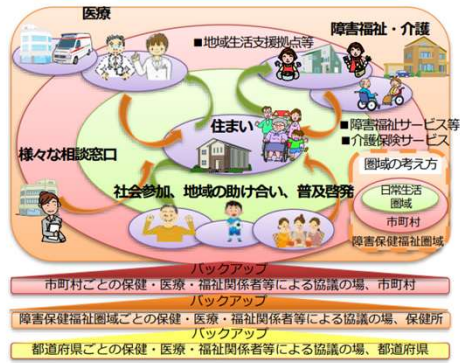 医療
障害福祉・介護
■地域生活支援拠点等
住まい
■障害福祉サービス等
■介護保険サービス
様々な相談窓口
圏域の考え方
社会参加、地域の助け合い、普及啓発
日常生活
圏域
市町村
障害保健福祉圏域
バックアップ
市町村ごとの保健・医療・福祉関係者等による協議の場、市町村
バックアップ
障害保健福祉圏域ごとの保健・医療・福祉関係者等による協議の場、保健所
バックアップ
都道府県ごとの保健・医療・福祉関係者等による協議の場、都道府県